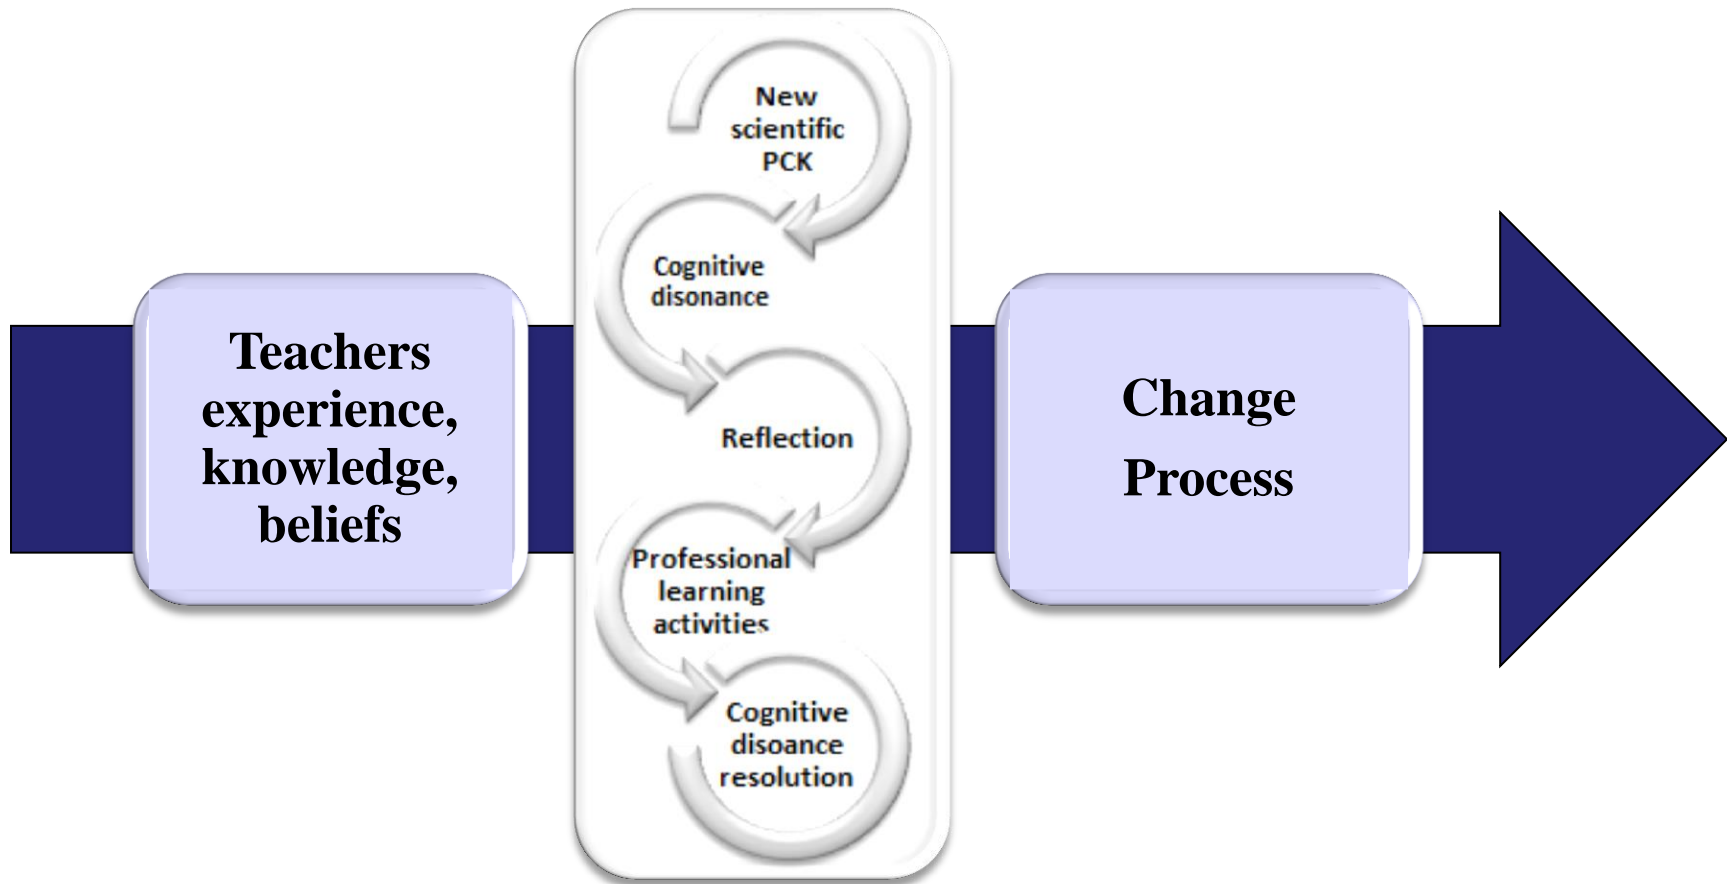 Teachers
experience,
knowledge,
beliefs
New
scientific
PCK
Cognitive
disonance
Reflection
Professional
learning
activities
Cognitive
disoance
resolution
Change
Process